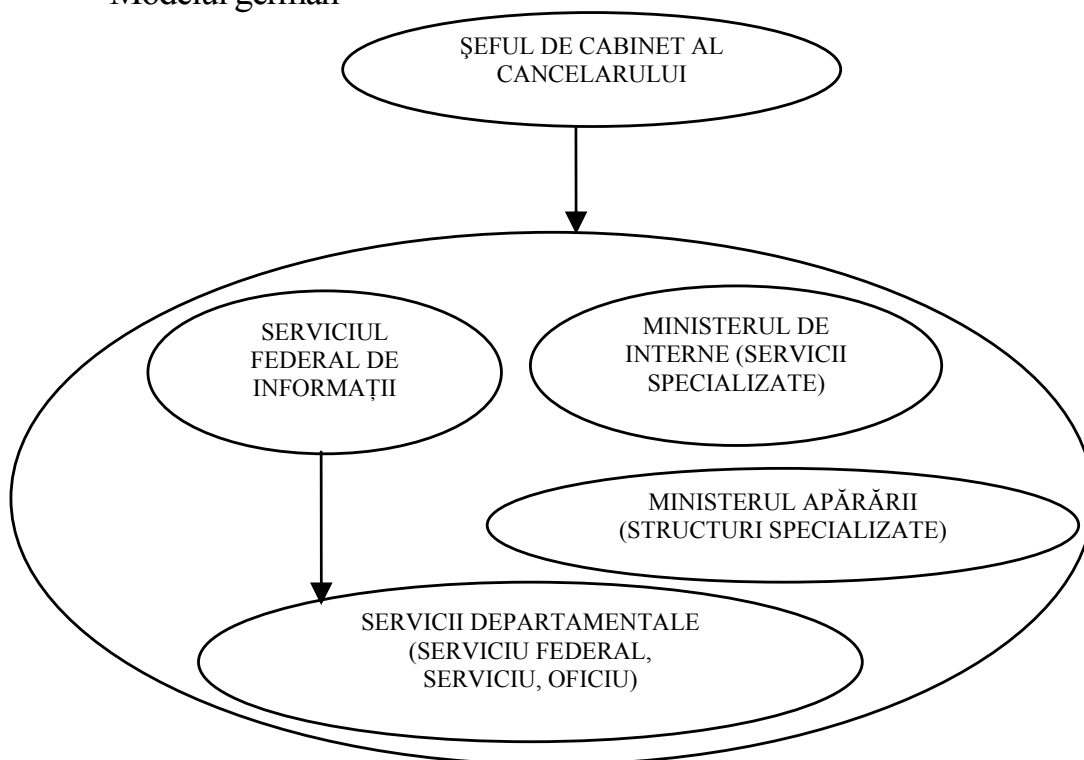 Modelul german
ŞEFUL DE CABINET AL
CANCELARULUI
SERVICIUL
FEDERAL DE
INFORMAȚII
MINISTERUL DE
INTERNE (SERVICII
SPECIALIZATE)
MINISTERUL APĂRĂRII
(STRUCTURI SPECIALIZATE)
SERVICII DEPARTAMENTALE
(SERVICIU FEDERAL,
SERVICIU, OFICIU)